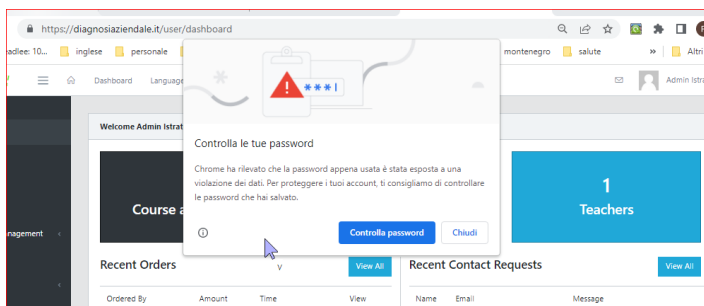 https://diagnosiaziendale.it/user/dashboard
inglese personale montenegro salute » Altri
Dashboard Language Admin Istra
Welcome Admin Istrat
***|
Controlla le tue password
Chrome ha rilevato che la password appena usata è stata esposta a una
violazione dei dati. Per proteggere i tuoi account, ti consigliamo di controllare
le password che hai salvato.
Controlla password Chiudi
Course a
1
Teachers
nagement
Recent Orders View All
Recent Contact Requests View All
Ordered By Amount Time View
Name Email Message